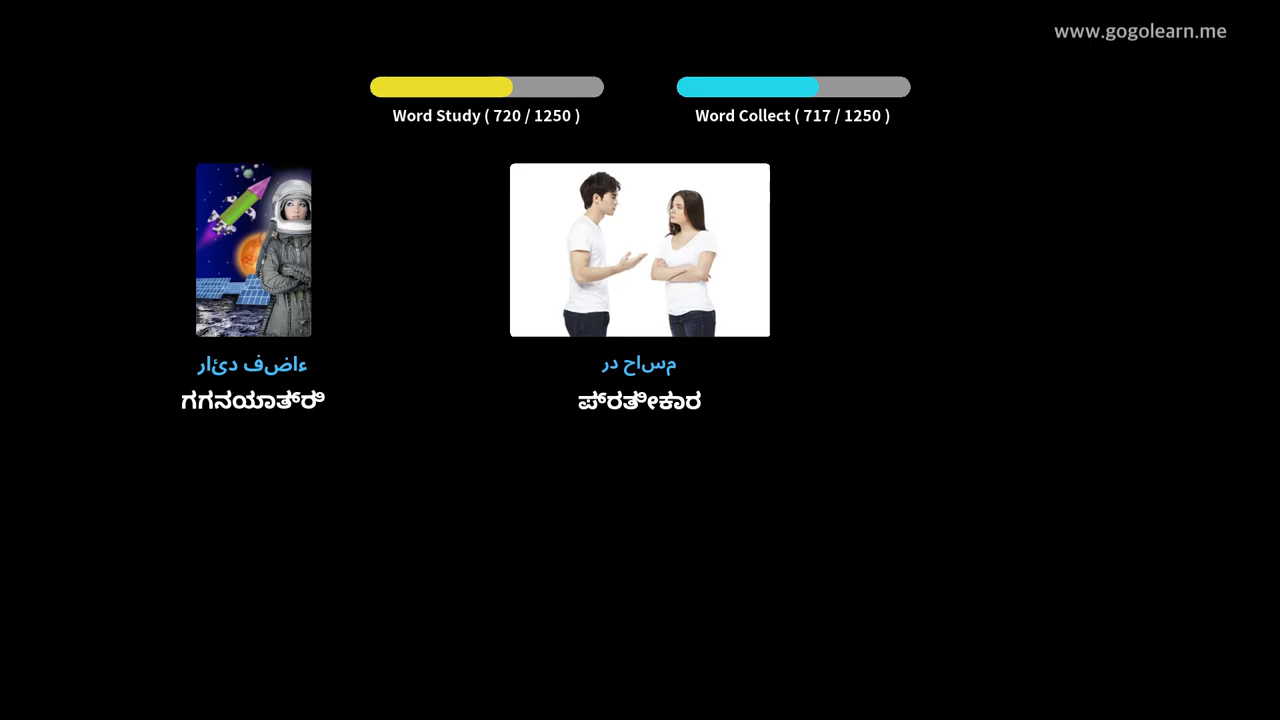 www.gogolearn.me
Word Study ( 720 / 1250 )
Word Collect ( 717 / 1250 )
ءاضف دئار
ಗಗನಯಾತ್ರಿ
مساح در
ಪ್ರತೀಕಾರ